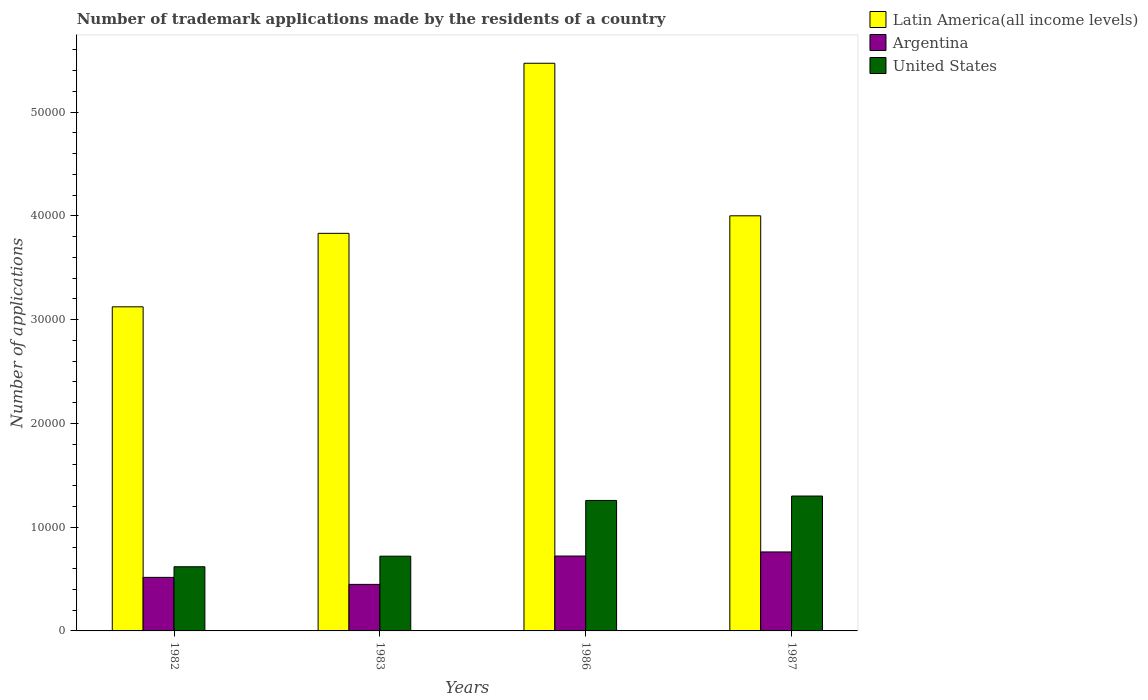 Number of trademark applications made by the residents of a country
Latin America(all income levels)
Argentina
United States
Number of applications
50000
40000
30000
20000
10000
0
1982
1983
1986
1987
Years